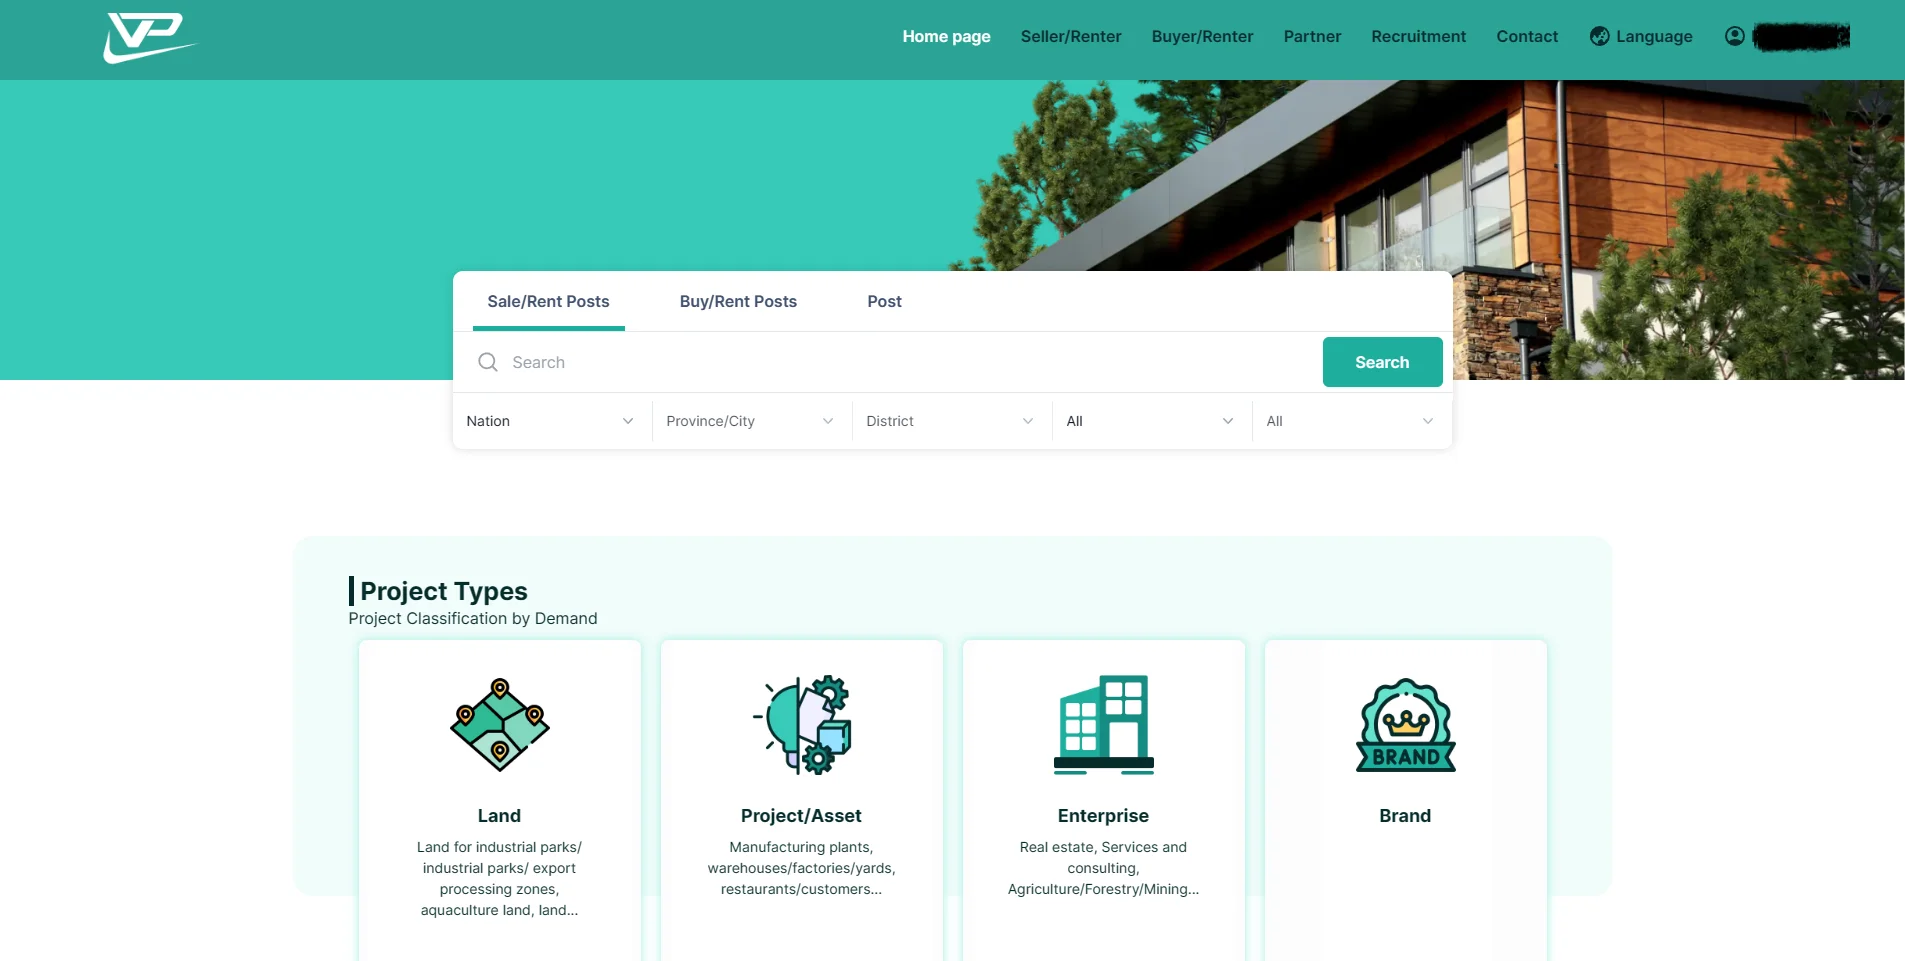 VP
Home page Seller/Renter Buyer/Renter Partner Recruitment Contact Language
Sale/Rent Posts Buy/Rent Posts Post
Search Search
Nation Province/City District All All
Project Types
Project Classification by Demand
Land
Land for industrial parks/
industrial parks/ export
processing zones,
aquaculture land, land...
Project/Asset
Manufacturing plants,
warehouses/factories/yards,
restaurants/customers...
Enterprise
Real estate, Services and
consulting,
Agriculture/Forestry/Mining...
BRAND
Brand